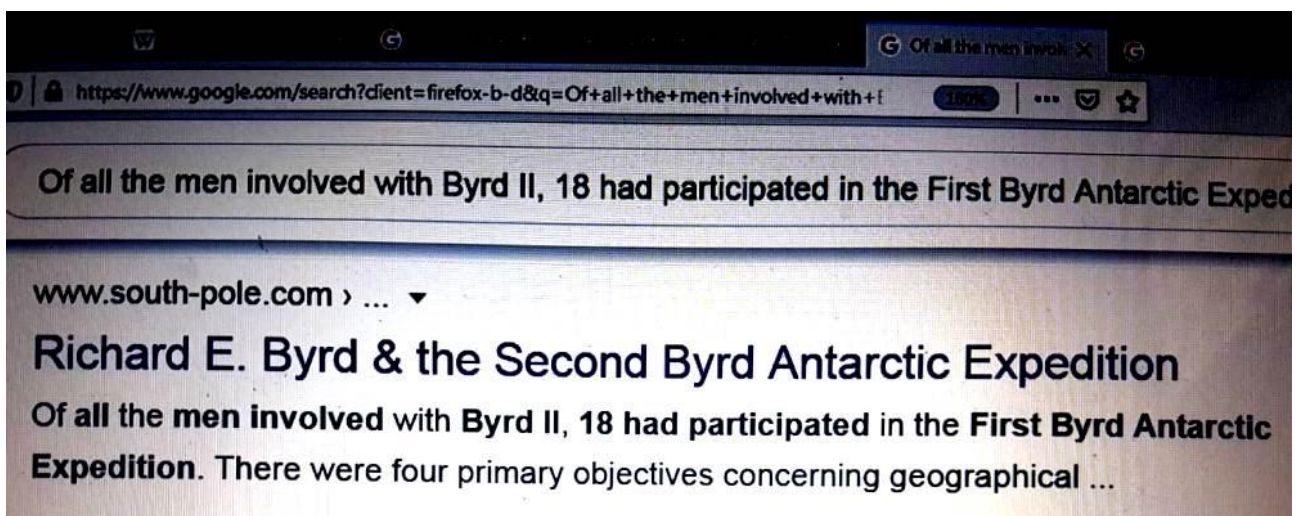 G Of all the men involv
https://www.google.com/search?client=firefox-b-d&q=Of+all+the+men+involved+with+
Of all the men involved with Byrd II, 18 had participated in the First Byrd Antarctic Exped
www.south-pole.com › ...
Richard E. Byrd & the Second Byrd Antarctic Expedition
Of all the men involved with Byrd II, 18 had participated in the First Byrd Antarctic
Expedition. There were four primary objectives concerning geographical ...